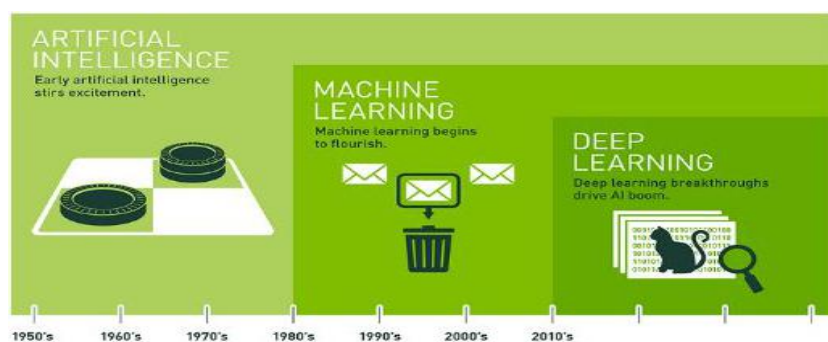 ARTIFICIAL
INTELLIGENCE
Early artificial intelligence
stirs excitement.
MACHINE
LEARNING
Machine learning begins
to flourish.
DEEP
LEARNING
Deep learning breakthroughs
drive AI boom.
1950's 1960's 1970's 1980's 1990's 2000's 2010's